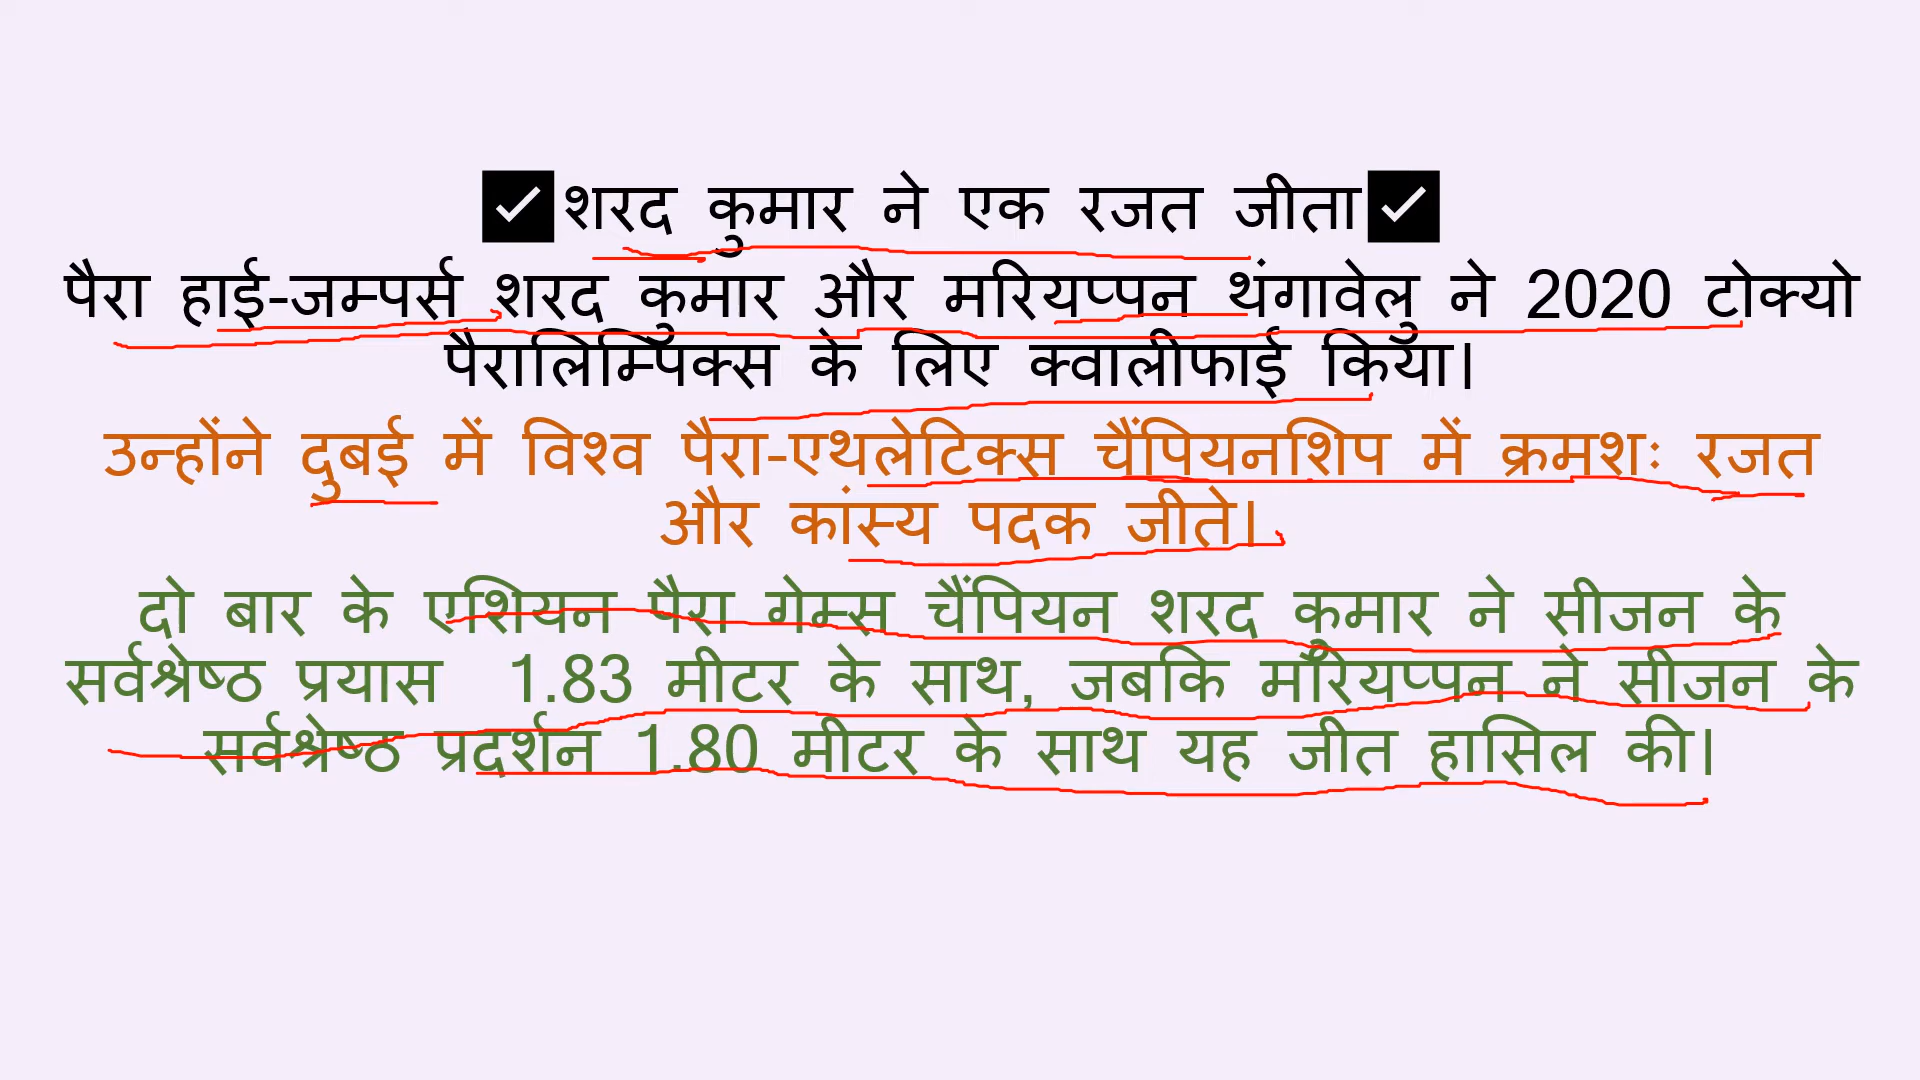 ✅शरद कुमार ने एक रजत जीता✅
पैरा हाई-जम्पर्स शरद कुमार और मरियप्पन थंगावेलु ने 2020 टोक्यो
पैरालिम्पिक्स के लिए क्वालीफाई किया।
उन्होंने दुबई में विश्व पैरा-एथलेटिक्स चैंपियनशिप में क्रमशः रजत
और कांस्य पदक जीते।
दो बार के एशियन पैरा गेम्स चैंपियन शरद कुमार ने सीजन के
सर्वश्रेष्ठ प्रयास 1.83 मीटर के साथ, जबकि मरियप्पन ने सीजन के
सर्वश्रेष्ठ प्रदर्शन 1.80 मीटर के साथ यह जीत हासिल की।